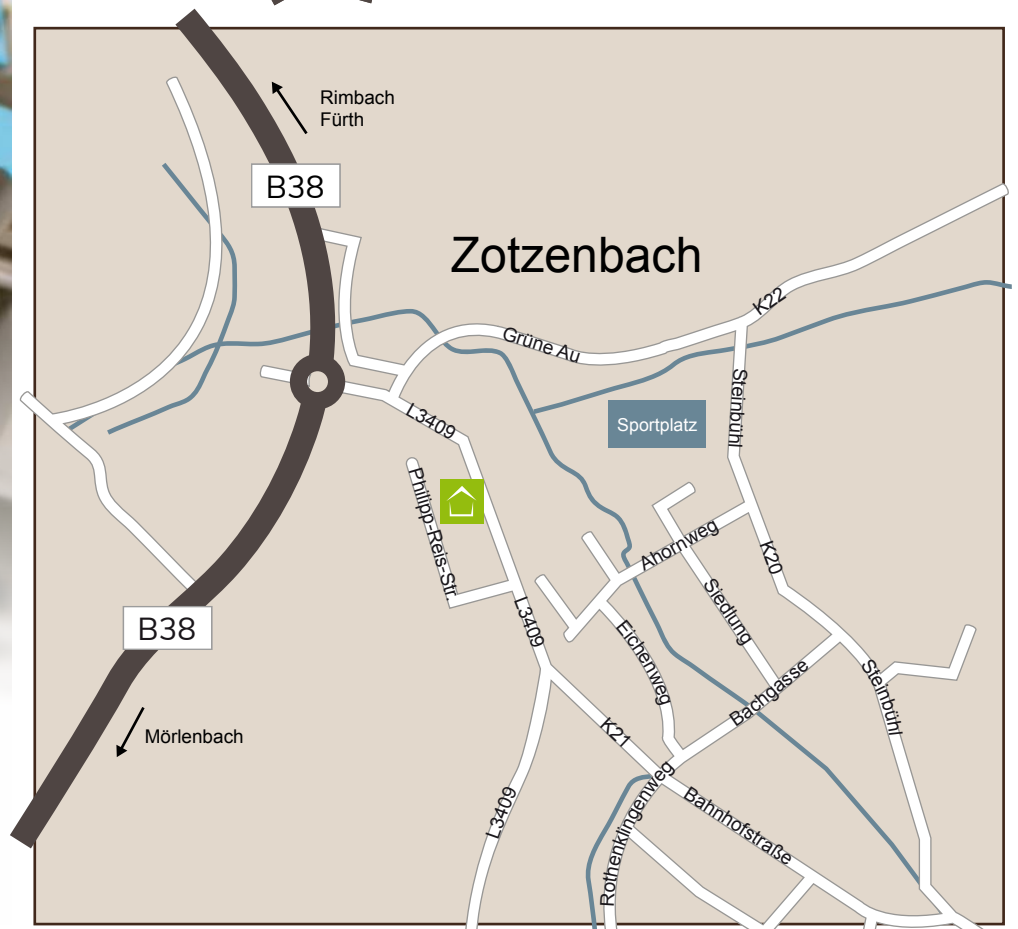 Rimbach
Fürth
B38
Zotzenbach
K22
Grüne Au
Steinbühl
L3409
Sportplatz
Philipp-Reis-Str.
Ahornweg
K20
Siedlung
L3409
Eichenweg
B38
Bachgasse
Steinbühl
Mörlenbach
K21
L3409
Rothenklingenweg
Bahnhofstraße